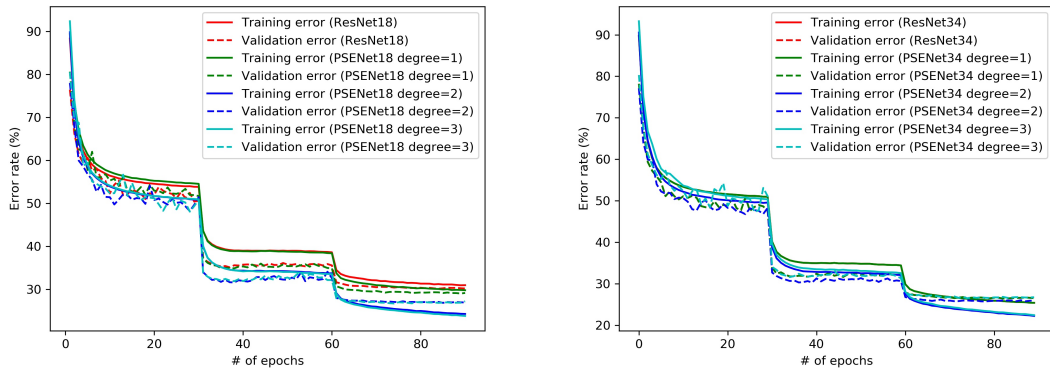 Training error (ResNet18)
Validation error (ResNet18)
Training error (PSENet18 degree=1)
Validation error (PSENet18 degree=1)
Training error (PSENet18 degree=2)
Validation error (PSENet18 degree=2)
Training error (PSENet18 degree=3)
Validation error (PSENet18 degree=3)
Error rate (%)
90
80
70
60
50
40
30
0
20
40
60
80
# of epochs
Training error (ResNet34)
Validation error (ResNet34)
Training error (PSENet34 degree=1)
Validation error (PSENet34 degree=1)
Training error (PSENet34 degree=2)
Validation error (PSENet34 degree=2)
Training error (PSENet34 degree=3)
Validation error (PSENet34 degree=3)
Error rate (%)
90
80
70
60
50
40
30
20
0
20
40
60
80
# of epochs